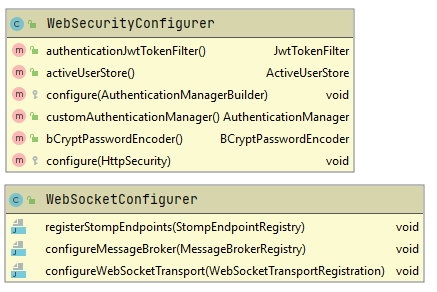 WebSecurityConfigurer
authenticationJwtTokenFilter() JwtTokenFilter
activeUserStore() ActiveUserStore
configure(AuthenticationManagerBuilder) void
customAuthenticationManager() AuthenticationManager
bCryptPasswordEncoder() BCryptPasswordEncoder
configure(HttpSecurity) void
WebSocketConfigurer
registerStompEndpoints(StompEndpointRegistry) void
configureMessageBroker(MessageBrokerRegistry) void
configureWebSocketTransport(WebSocketTransportRegistration) void